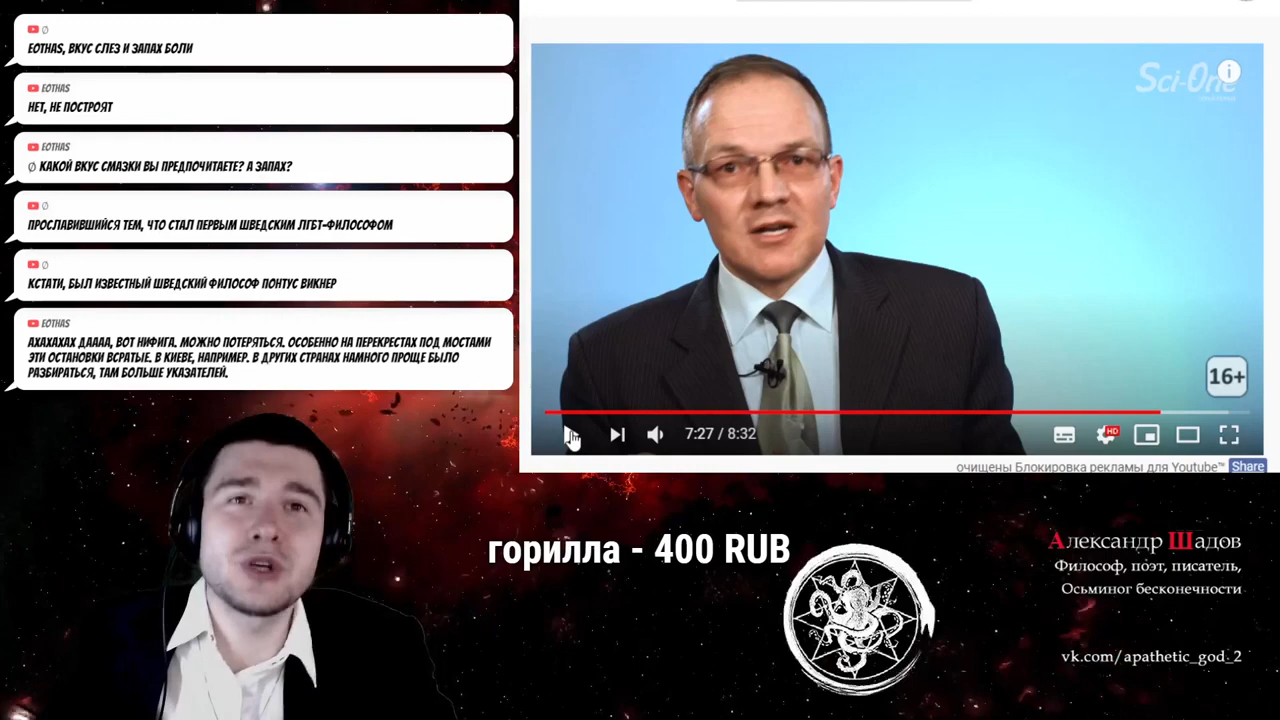 Ø
EOTHAS, ВКУС СЛЕЗ И ЗАПАХ БОЛИ
EOTHAS
НЕТ, НЕ ПОСТРОЯТ
EOTHAS
Ø КАКОЙ ВКУС СМАЗКИ ВЫ ПРЕДПОЧИТАЕТЕ? А ЗАПАХ?
Ø
ПРОСЛАВИВШИЙСЯ ТЕМ, ЧТО СТАЛ ПЕРВЫМ ШВЕДСКИМ ЛГБТ-ФИЛОСОФОМ
Ø
КСТАТИ, БЫЛ ИЗВЕСТНЫЙ ШВЕДСКИЙ ФИЛОСОФ ПОНТУС ВИКНЕР
EOTHAS
АХАХАХАХ ДАААА, ВОТ НИФИГА. МОЖНО ПОТЕРЯТЬСЯ. ОСОБЕННО НА ПЕРЕКРЕСТАХ ПОД МОСТАМИ
ЭТИ ОСТАНОВКИ ВСРАТЫЕ. В КИЕВЕ, НАПРИМЕР. В ДРУГИХ СТРАНАХ НАМНОГО ПРОЩЕ БЫЛО
РАЗБИРАТЬСЯ, ТАМ БОЛЬШЕ УКАЗАТЕЛЕЙ.
Sci-One
16+
7:27 / 8:32
HD
очищены Блокировка рекламы для Youtube™ Share
горилла - 400 RUB
Александр Шадов
Философ, поэт, писатель,
Осьминог бесконечности
vk.com/apathetic_god_2